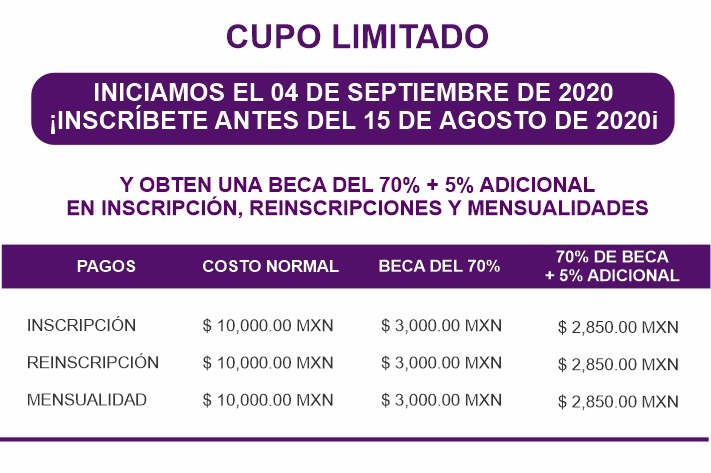 CUPO LIMITADO
INICIAMOS EL 04 DE SEPTIEMBRE DE 2020
¡INSCRÍBETE ANTES DEL 15 DE AGOSTO DE 2020¡
Y OBTEN UNA BECA DEL 70% + 5% ADICIONAL
EN INSCRIPCIÓN, REINSCRIPCIONES Y MENSUALIDADES
PAGOS COSTO NORMAL BECA DEL 70% 70% DE BECA
+ 5% ADICIONAL
INSCRIPCIÓN $ 10,000.00 MXN $ 3,000.00 MXN $ 2,850.00 MXN
REINSCRIPCIÓN $ 10,000.00 MXN $ 3,000.00 MXN $ 2,850.00 MXN
MENSUALIDAD $ 10,000.00 MXN $ 3,000.00 MXN $ 2,850.00 MXN